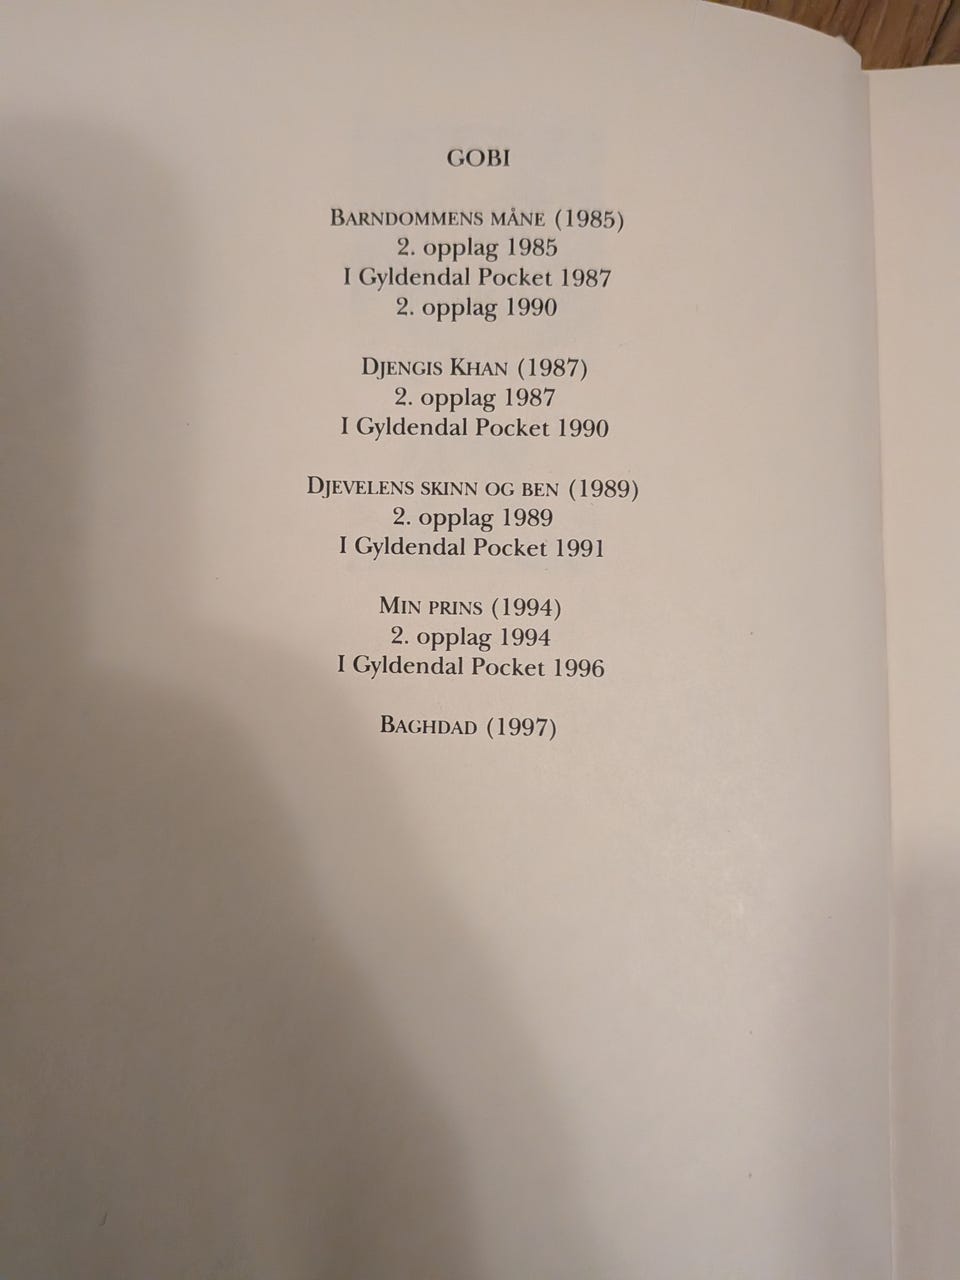 GOBI
BARNDOMMENS MÅNE (1985)
2. opplag 1985
I Gyldendal Pocket 1987
2. opplag 1990
DJENGIS KHAN (1987)
2. opplag 1987
I Gyldendal Pocket 1990
DJEVELENS SKINN OG BEN (1989)
2. opplag 1989
I Gyldendal Pocket 1991
MIN PRINS (1994)
2. opplag 1994
I Gyldendal Pocket 1996
BAGHDAD (1997)